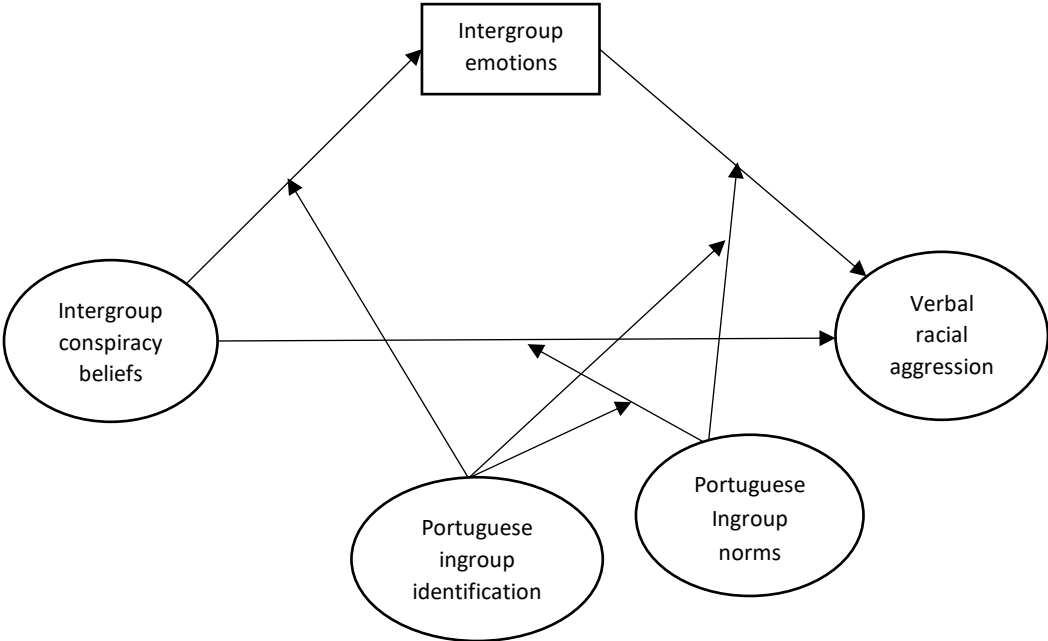 Intergroup
emotions
Intergroup
conspiracy
beliefs
Verbal
racial
aggression
Portuguese
Ingroup
norms
Portuguese
ingroup
identification